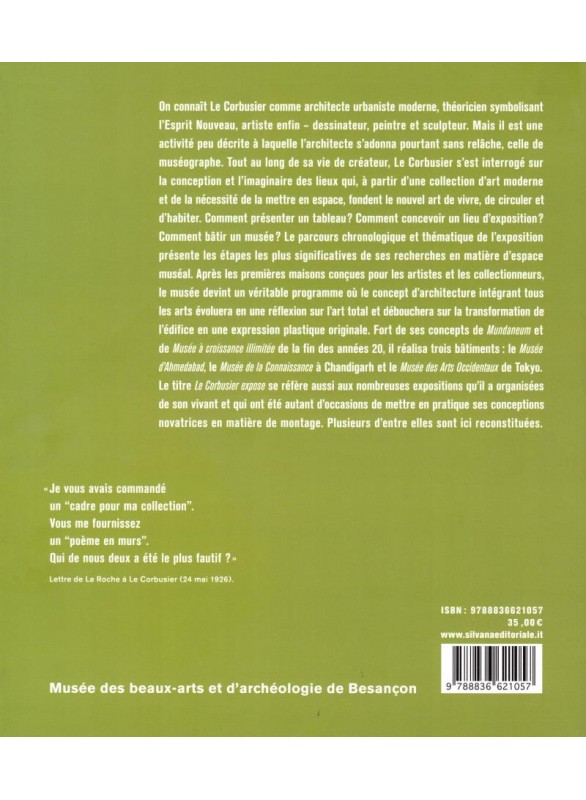 On connaît Le Corbusier comme architecte urbaniste moderne, théoricien symbolisant
l'Esprit Nouveau, artiste enfin – dessinateur, peintre et sculpteur. Mais il est une
activité peu décrite à laquelle l'architecte s'adonna pourtant sans relâche, celle de
muséographe. Tout au long de sa vie de créateur, Le Corbusier s'est interrogé sur
la conception et l'imaginaire des lieux qui, à partir d'une collection d'art moderne
et de la nécessité de la mettre en espace, fondent le nouvel art de vivre, de circuler et
d'habiter. Comment présenter un tableau? Comment concevoir un lieu d'exposition?
Comment bâtir un musée? Le parcours chronologique et thématique de l'exposition
présente les étapes les plus significatives de ses recherches en matière d'espace
muséal. Après les premières maisons conçues pour les artistes et les collectionneurs,
le musée devint un véritable programme où le concept d'architecture intégrant tous
les arts évoluera en une réflexion sur l'art total et débouchera sur la transformation de
l'édifice en une expression plastique originale. Fort de ses concepts de Mundaneum et
de Musée à croissance illimitée de la fin des années 20, il réalisa trois bâtiments : le Musée
d'Ahmedabad, le Musée de la Connaissance à Chandigarh et le Musée des Arts Occidentaux de Tokyo.
Le titre Le Corbusier expose se réfère aussi aux nombreuses expositions qu'il a organisées
de son vivant et qui ont été autant d'occasions de mettre en pratique ses conceptions
novatrices en matière de montage. Plusieurs d'entre elles sont ici reconstituées.
«Je vous avais commandé
un "cadre pour ma collection".
Vous me fournissez
un "poème en murs".
Qui de nous deux a été le plus fautif ?»
Lettre de La Roche à Le Corbusier (24 mai 1926).
ISBN : 9788836621057
35,00€
www.silvanaeditoriale.it
Musée des beaux-arts et d'archéologie de Besançon
9 788836 621057